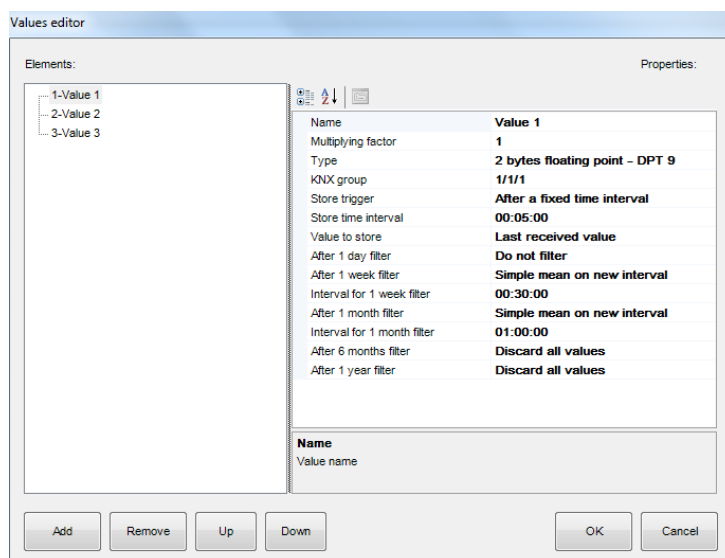 Values editor
Elements:
Properties:
1-Value 1
2-Value 2
3-Value 3
Name Value 1
Multiplying factor 1
Type 2 bytes floating point – DPT 9
KNX group 1/1/1
Store trigger After a fixed time interval
Store time interval 00:05:00
Value to store Last received value
After 1 day filter Do not filter
After 1 week filter Simple mean on new interval
Interval for 1 week filter 00:30:00
After 1 month filter Simple mean on new interval
Interval for 1 month filter 01:00:00
After 6 months filter Discard all values
After 1 year filter Discard all values
Name
Value name
Add Remove Up Down OK Cancel